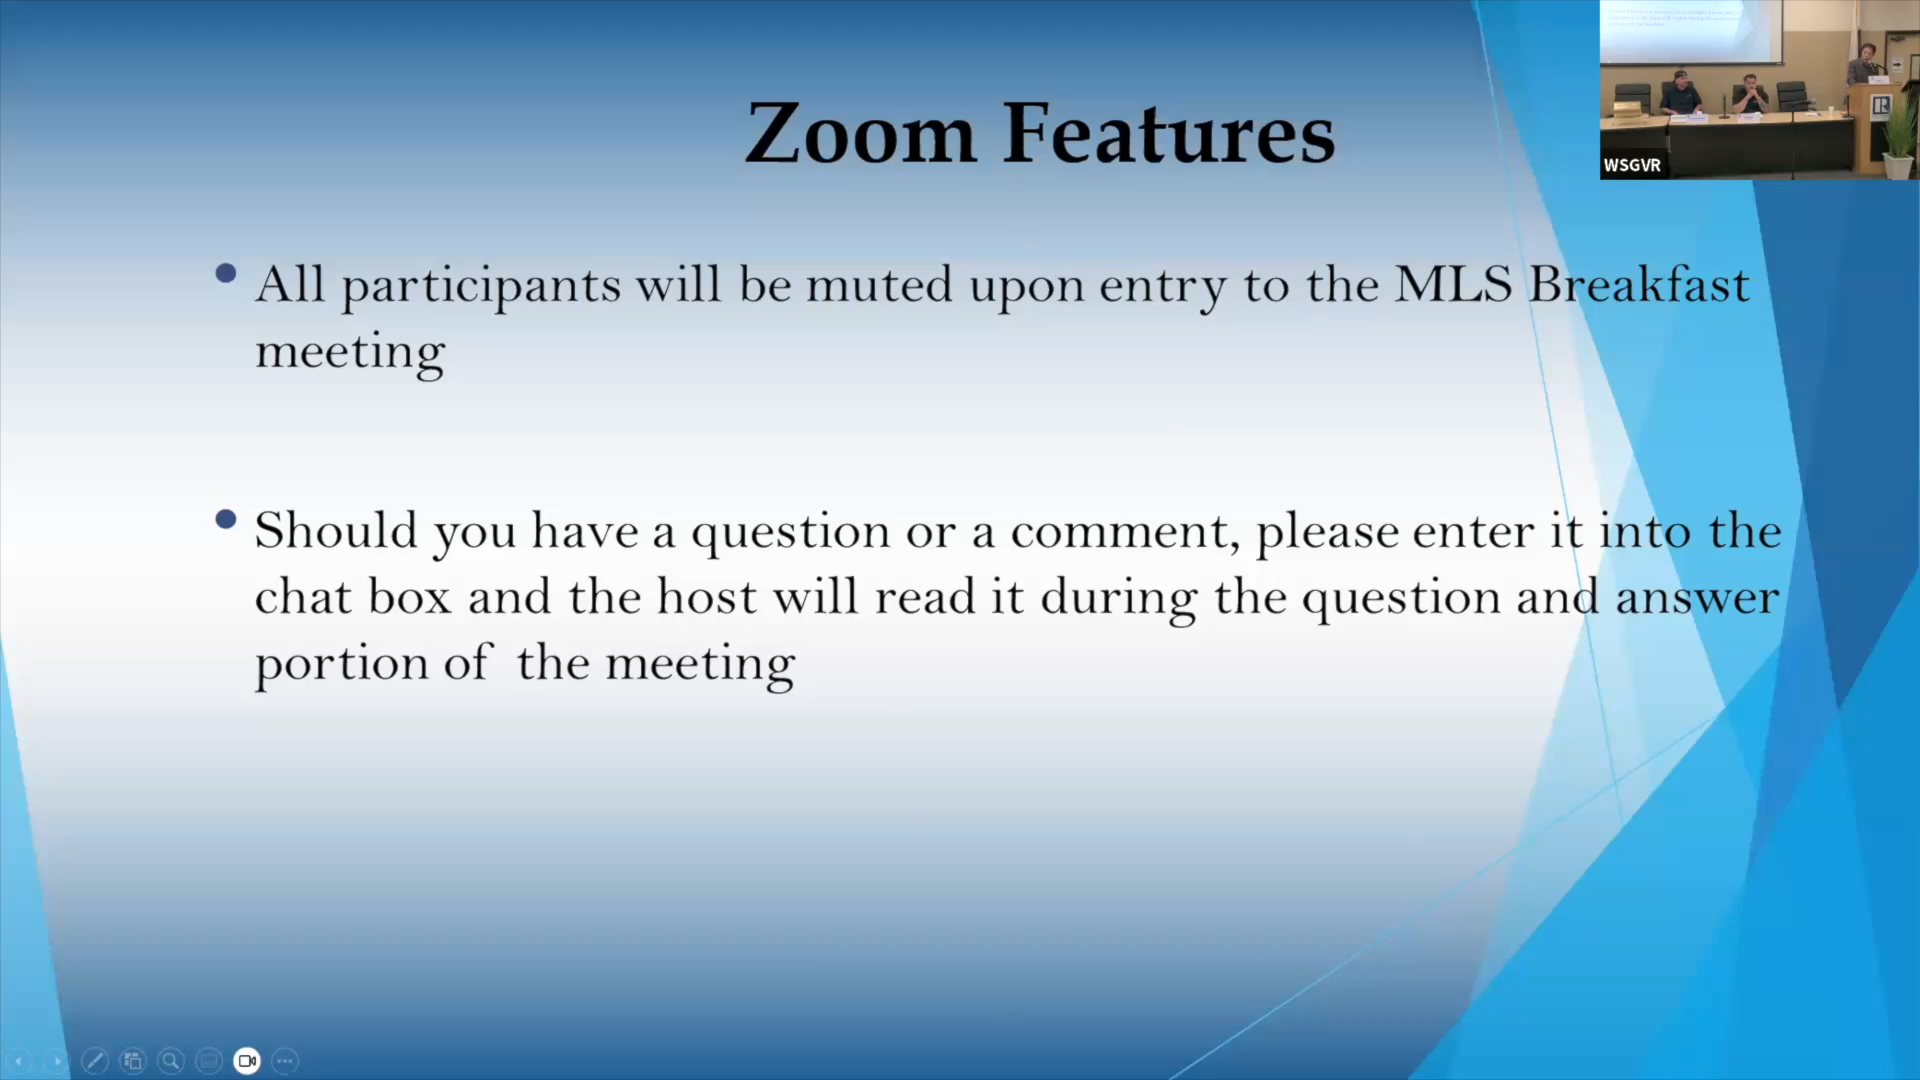 Zoom Features
WSGVR
• All participants will be muted upon entry to the MLS Breakfast
meeting
• Should you have a question or a comment, please enter it into the
chat box and the host will read it during the question and answer
portion of the meeting